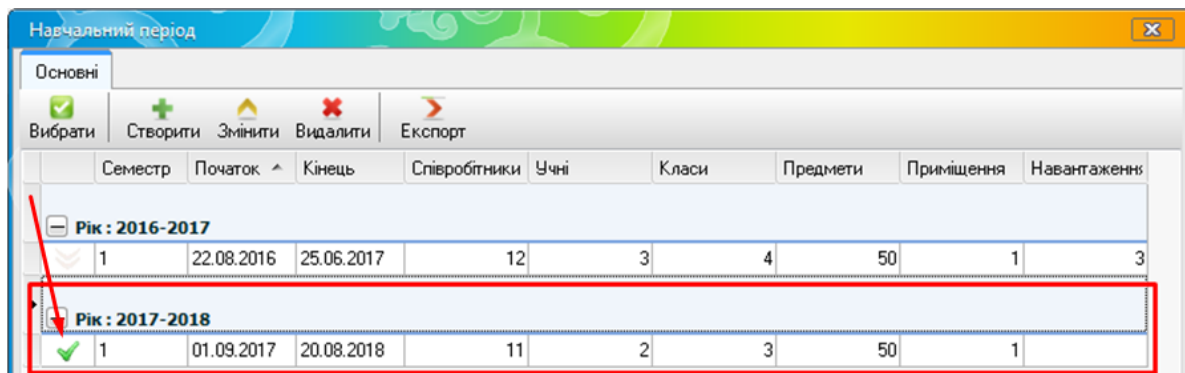 Навчальний період
Основні
Вибрати Створити Змінити Видалити Експорт
Семестр Початок Кінець Співробітники Учні Класи Предмети Приміщення Навантаженн
Рік : 2016-2017
1 22.08.2016 25.06.2017 12 3 4 50 1 3
Рік : 2017-2018
1 01.09.2017 20.08.2018 11 2 3 50 1